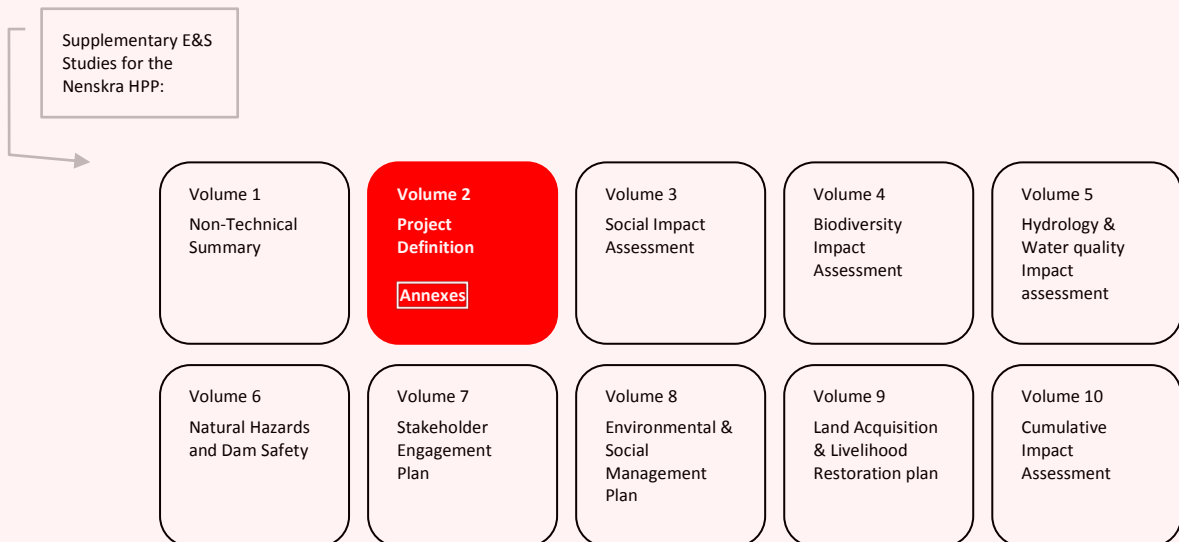 Supplementary E&S
Studies for the
Nenskra HPP:
Volume 1
Non-Technical
Summary
Volume 2
Project
Definition
Annexes
Volume 3
Social Impact
Assessment
Volume 4
Biodiversity
Impact
Assessment
Volume 5
Hydrology &
Water quality
Impact
assessment
Volume 6
Natural Hazards
and Dam Safety
Volume 7
Stakeholder
Engagement
Plan
Volume 8
Environmental &
Social
Management
Plan
Volume 9
Land Acquisition
& Livelihood
Restoration plan
Volume 10
Cumulative
Impact
Assessment